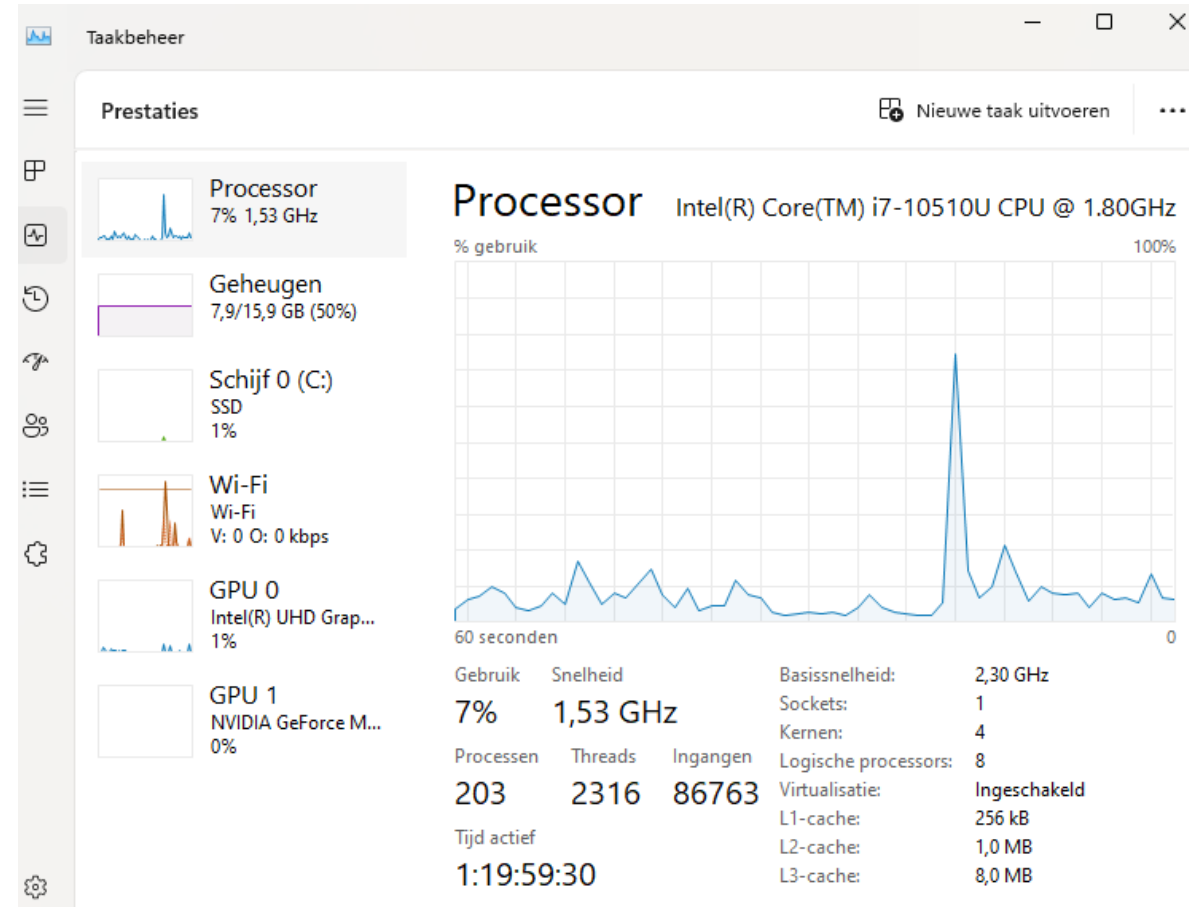 Taakbeheer
Prestaties
Nieuwe taak uitvoeren
Processor
7% 1,53 GHz
Geheugen
7,9/15,9 GB (50%)
Schijf 0 (C:)
SSD
1%
Wi-Fi
Wi-Fi
V: 0 O: 0 kbps
GPU 0
Intel(R) UHD Grap...
1%
GPU 1
NVIDIA GeForce M...
0%
Processor Intel(R) Core(TM) i7-10510U CPU @ 1.80GHz
% gebruik 100%
60 seconden 0
Gebruik Snelheid
7% 1,53 GHz
Processen Threads Ingangen
203 2316 86763
Tijd actief
1:19:59:30
Basissnelheid: 2,30 GHz
Sockets: 1
Kernen: 4
Logische processors: 8
Virtualisatie: Ingeschakeld
L1-cache: 256 kB
L2-cache: 1,0 MB
L3-cache: 8,0 MB